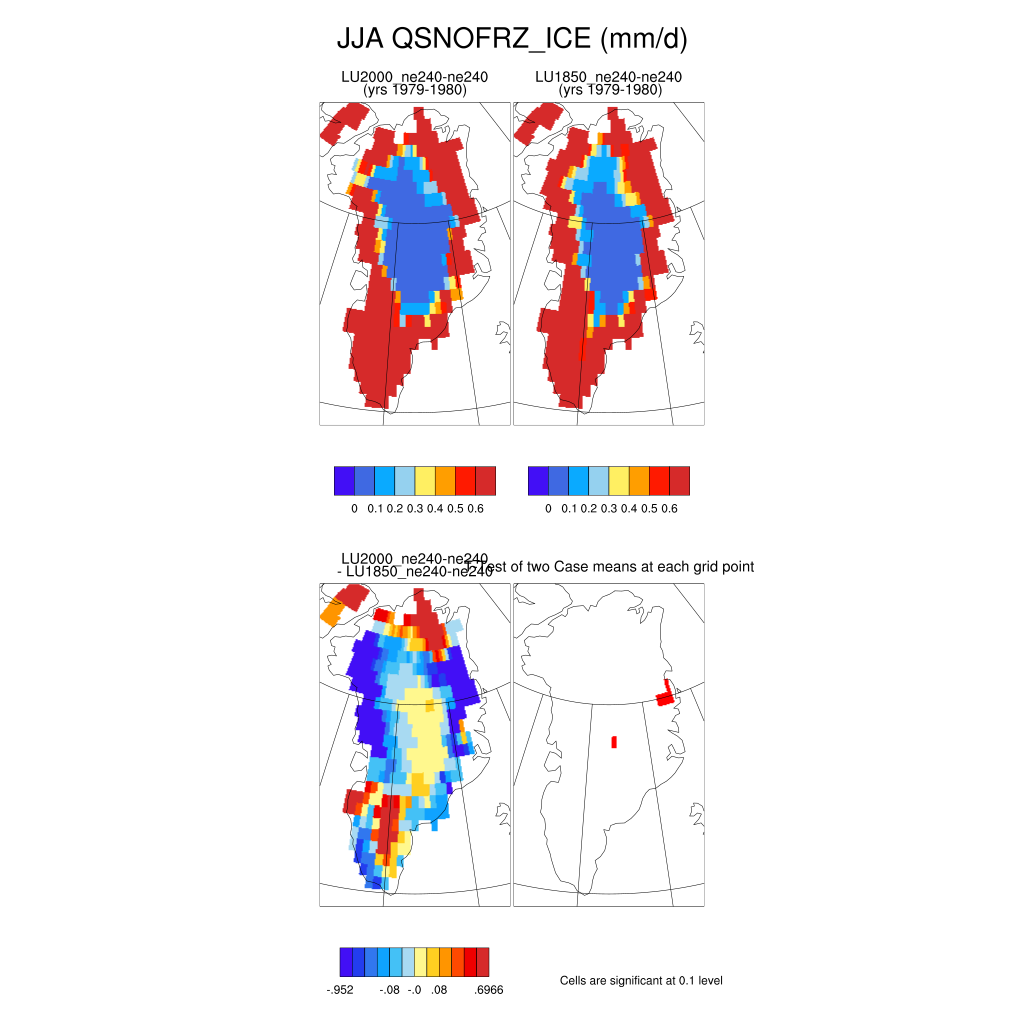 JJA QSNOFRZ_ICE (mm/d)
LU2000_ne240-ne240
(yrs 1979-1980)
LU1850_ne240-ne240
(yrs 1979-1980)
0 0.1 0.2 0.3 0.4 0.5 0.6
0 0.1 0.2 0.3 0.4 0.5 0.6
LU2000_ne240-ne240
- LU1850_ne240-ne240
Test of two Case means at each grid point
-.952 -.08 -.0 .08 .6966
Cells are significant at 0.1 level